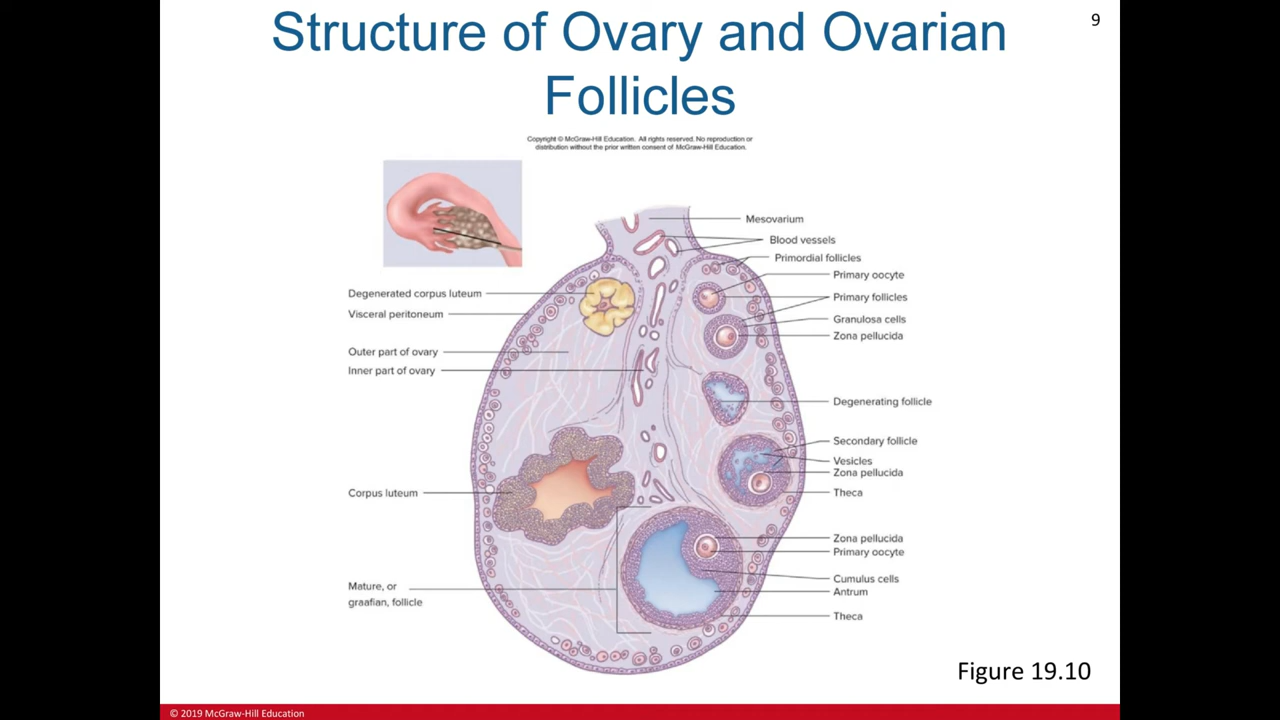 Structure of Ovary and Ovarian
Follicles
9
Copyright © McGraw-Hill Education. All rights reserved. No reproduction or
distribution without the prior written consent of McGraw-Hill Education.
Degenerated corpus luteum
Visceral peritoneum
Outer part of ovary
Inner part of ovary
Corpus luteum
Mature, or
graafian, follicle
Mesovarium
Blood vessels
Primordial follicles
Primary oocyte
Primary follicles
Granulosa cells
Zona pellucida
Degenerating follicle
Secondary follicle
Vesicles
Zona pellucida
Theca
Zona pellucida
Primary oocyte
Cumulus cells
Antrum
Theca
Figure 19.10
© 2019 McGraw-Hill Education